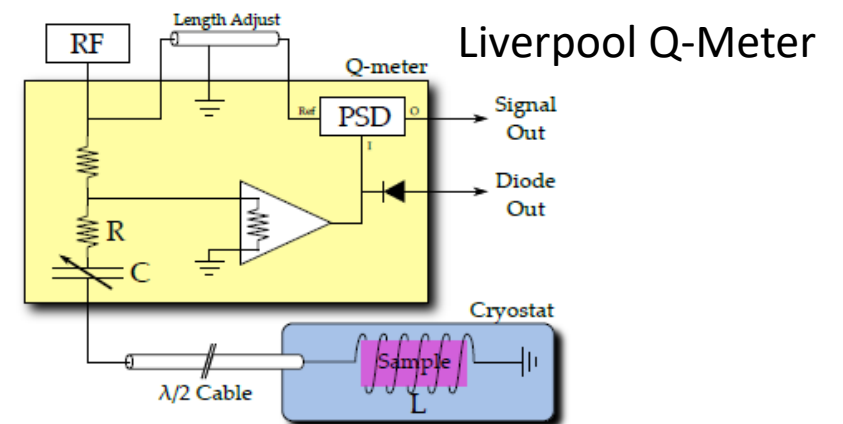 Length Adjust
RF
Liverpool Q-Meter
Q-meter
Ref
PSD
O
Signal
Out
I
Diode
Out
R
C
Cryostat
Sample
λ/2 Cable
L